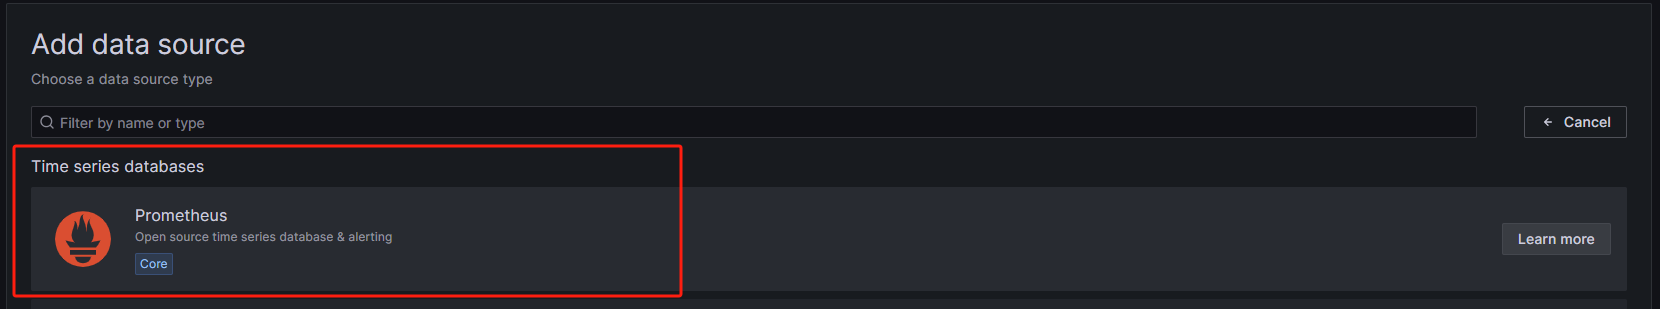 Add data source
Choose a data source type
Filter by name or type
Cancel
Time series databases
Prometheus
Open source time series database & alerting
Core
Learn more